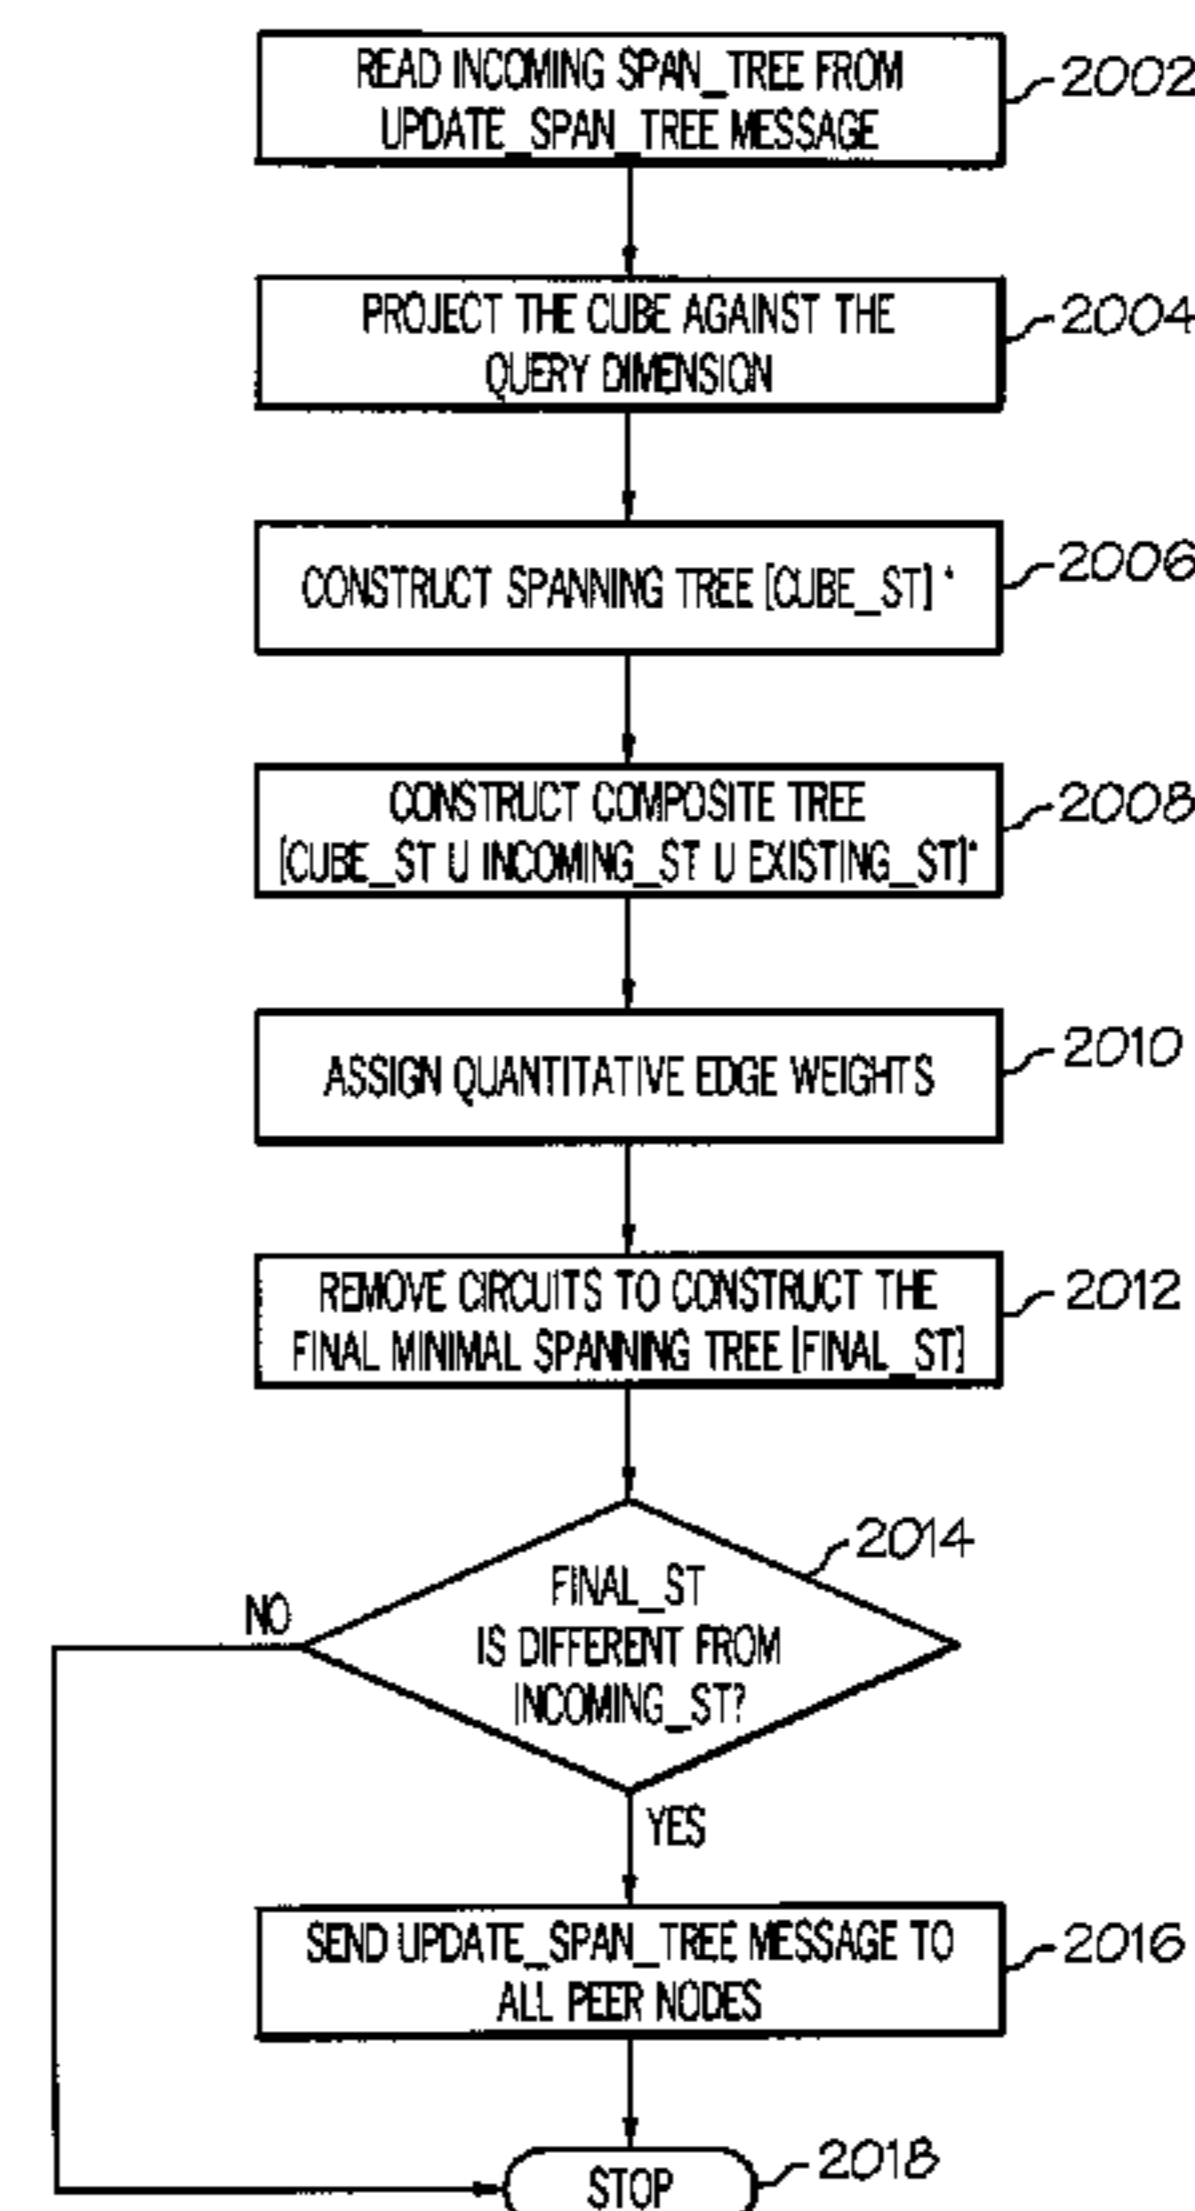 READ INCOMING SPAN_TREE FROM
UPDATE_SPAN_TREE MESSAGE
2002
PROJECT THE CUBE AGAINST THE
QUERY DIMENSION
2004
CONSTRUCT SPANNING TREE [CUBE_ST] *
2006
CONSTRUCT COMPOSITE TREE
[CUBE_ST U INCOMING_ST U EXISTING_ST]*
2008
ASSIGN QUANTITATIVE EDGE WEIGHTS
2010
REMOVE CIRCUITS TO CONSTRUCT THE
FINAL MINIMAL SPANNING TREE [FINAL_ST]
2012
FINAL_ST
IS DIFFERENT FROM
INCOMING_ST?
2014
NO
YES
SEND UPDATE_SPAN_TREE MESSAGE TO
ALL PEER NODES
2016
STOP
2018